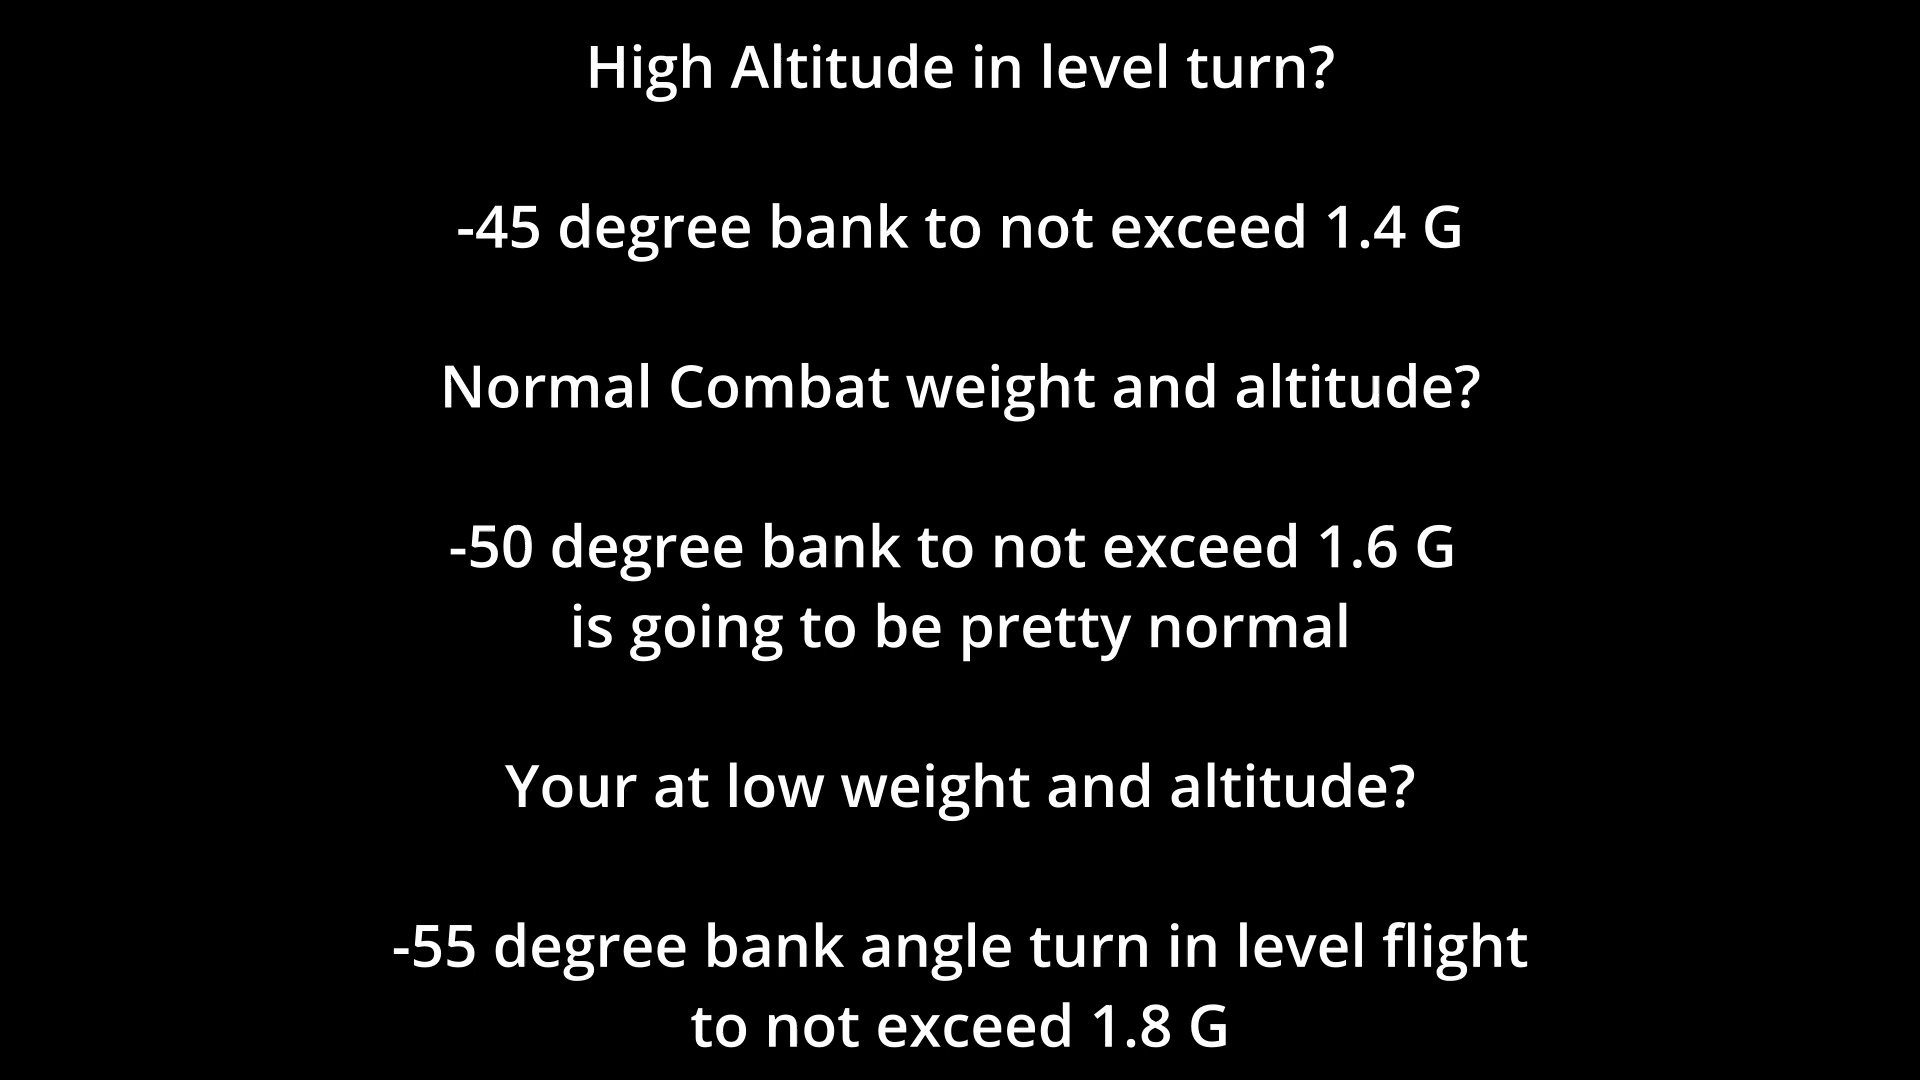 High Altitude in level turn?
-45 degree bank to not exceed 1.4 G
Normal Combat weight and altitude?
-50 degree bank to not exceed 1.6 G
is going to be pretty normal
Your at low weight and altitude?
-55 degree bank angle turn in level flight
to not exceed 1.8 G